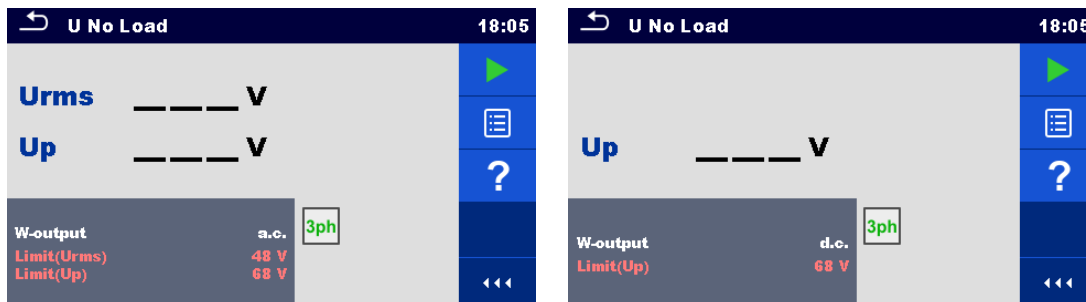 U No Load 18:05
Urms ___ V
Up ___ V
?
W-output a.c.
Limit(Urms) 48 V
Limit(Up) 68 V
3ph
U No Load 18:05
Up ___ V
?
W-output d.c.
Limit(Up) 68 V
3ph